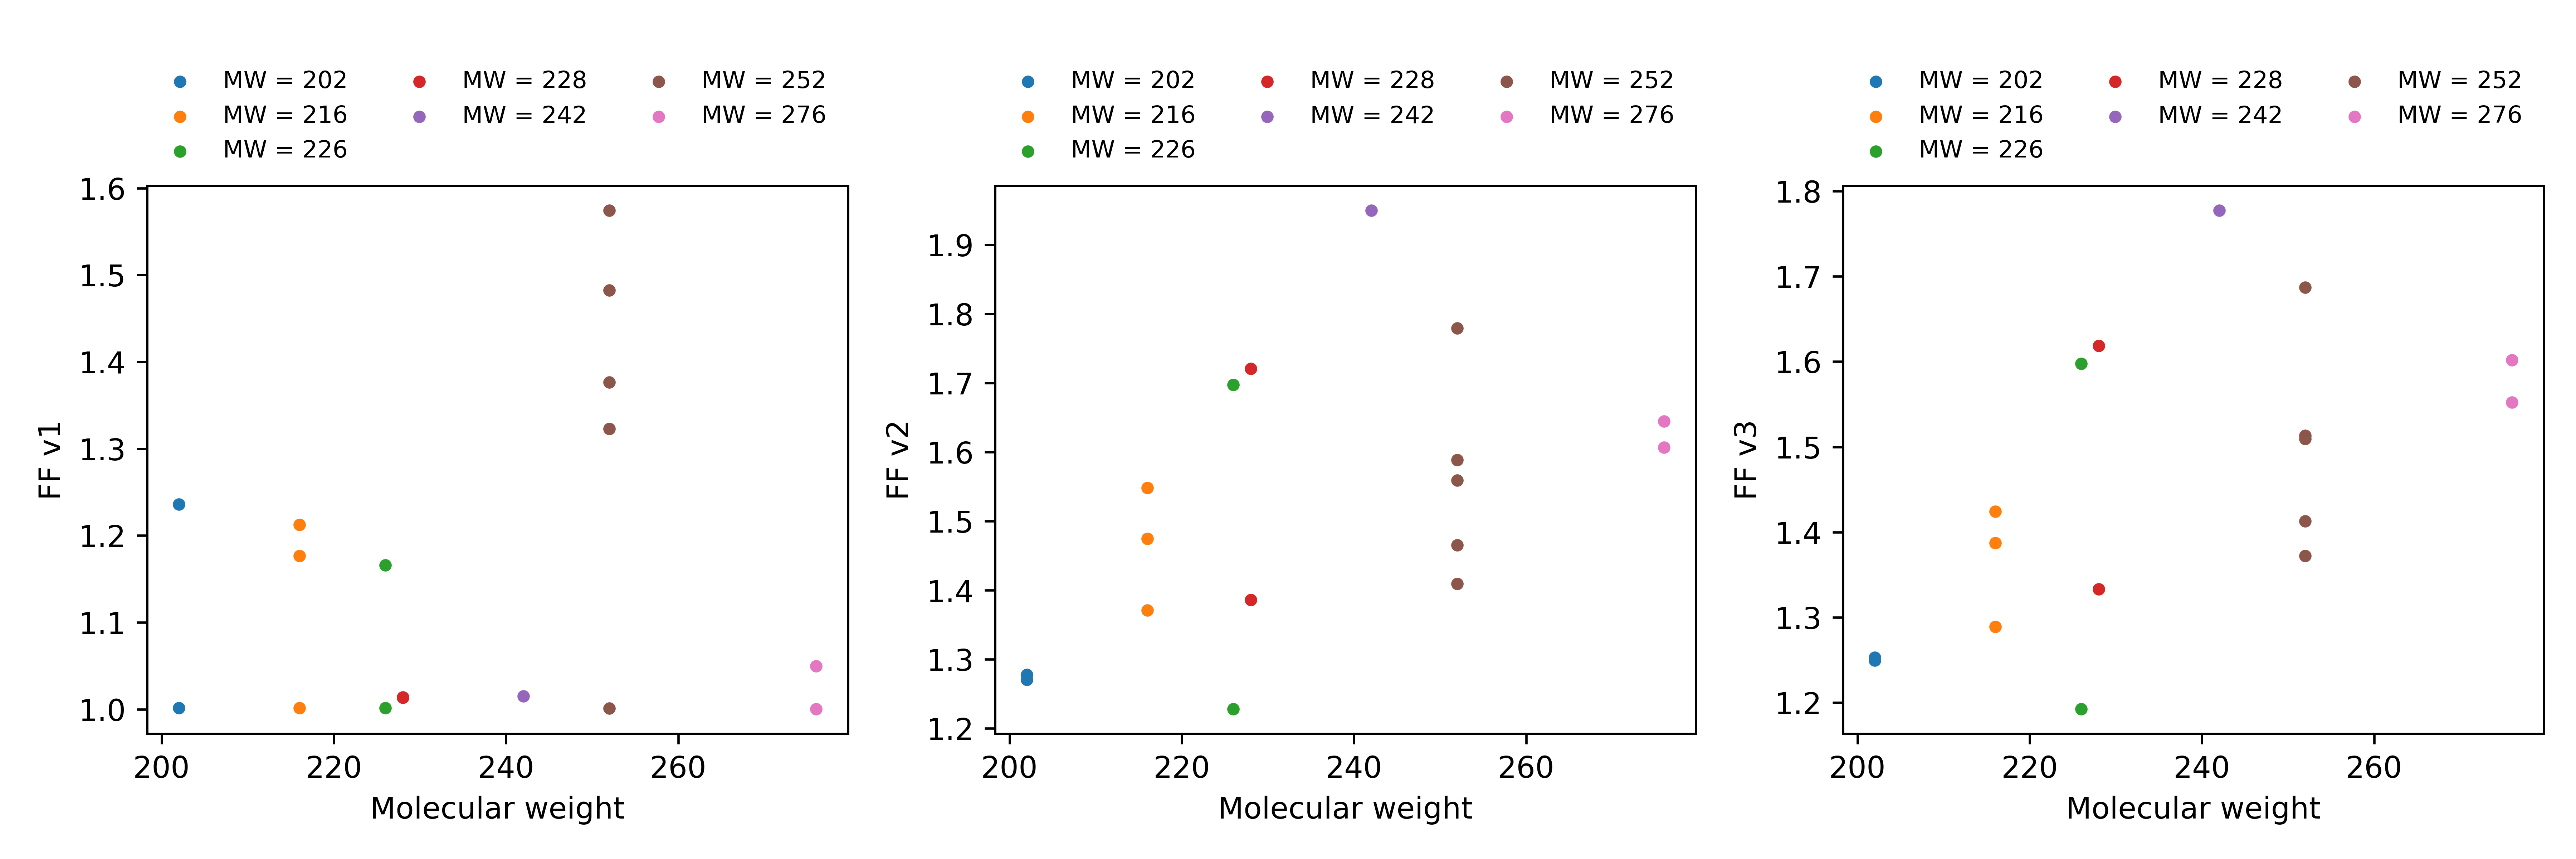 MW = 202
MW = 216
MW = 226
MW = 228
MW = 242
MW = 252
MW = 276
1.6
1.5
1.4
1.3
1.2
1.1
1.0
FF v1
200 220 240 260
Molecular weight
MW = 202
MW = 216
MW = 226
MW = 228
MW = 242
MW = 252
MW = 276
1.9
1.8
1.7
1.6
1.5
1.4
1.3
1.2
FF v2
200 220 240 260
Molecular weight
MW = 202
MW = 216
MW = 226
MW = 228
MW = 242
MW = 252
MW = 276
1.8
1.7
1.6
1.5
1.4
1.3
1.2
FF v3
200 220 240 260
Molecular weight